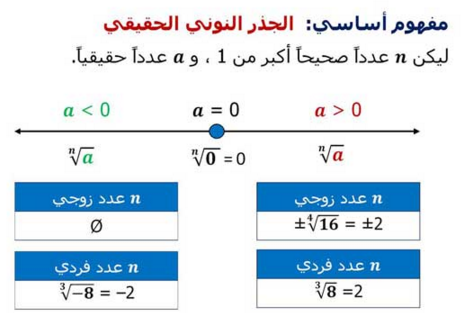 مفهوم أساسي: الجذر النوني الحقيقي
ليكن n عدداً صحيحاً أكبر من 1 ، و a عدداً حقيقياً.
a < 0 a = 0 a > 0
ⁿ√a ⁿ√0 = 0 ⁿ√a
n عدد زوجي
±⁴√16 = ±2
n عدد زوجي
Ø
n عدد فردي
³√8 =2
n عدد فردي
³√−8 = −2